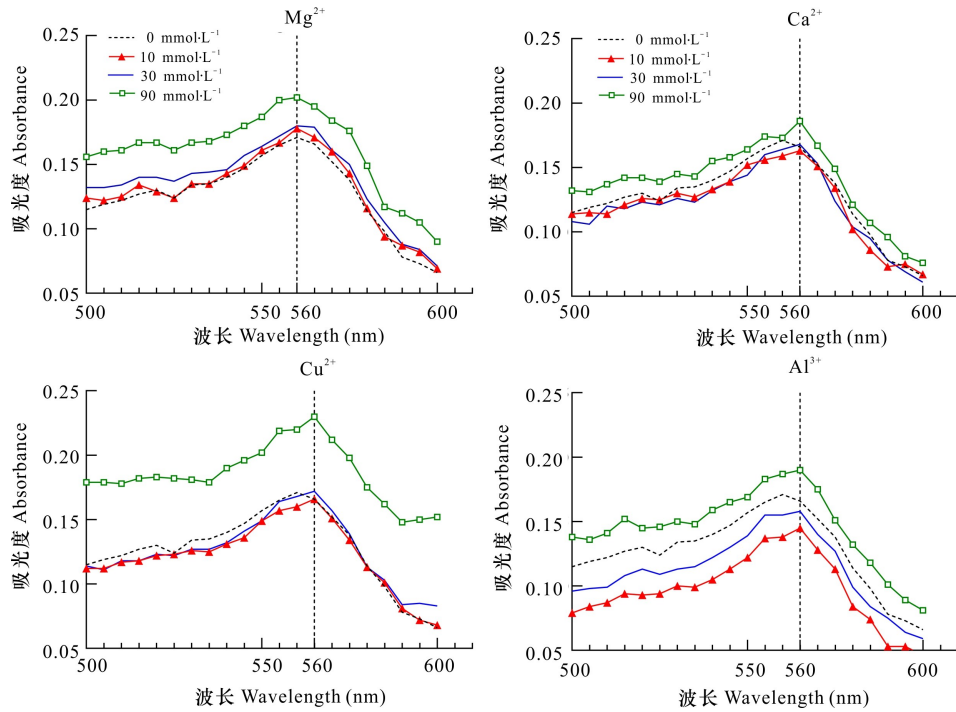 Mg²⁺
0.25
0.20
0.15
0.10
0.05
吸光度 Absorbance
0 mmol·L⁻¹
10 mmol·L⁻¹
30 mmol·L⁻¹
90 mmol·L⁻¹
500
550
560
600
波长 Wavelength (nm)
Ca²⁺
0.25
0.20
0.15
0.10
0.05
吸光度 Absorbance
0 mmol·L⁻¹
10 mmol·L⁻¹
30 mmol·L⁻¹
90 mmol·L⁻¹
500
550
560
600
波长 Wavelength (nm)
Cu²⁺
0.25
0.20
0.15
0.10
0.05
吸光度 Absorbance
500
550
560
600
波长 Wavelength (nm)
Al³⁺
0.25
0.20
0.15
0.10
0.05
吸光度 Absorbance
500
550
560
600
波长 Wavelength (nm)